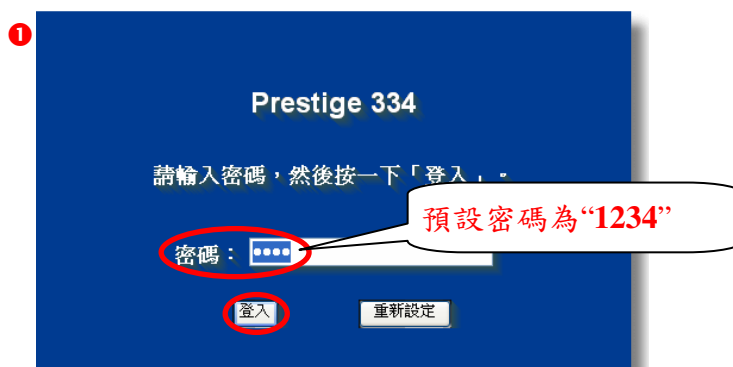 ❶
Prestige 334
請輸入密碼，然後按一下「登入」。
預設密碼為“1234”
密碼：••••
登入 重新設定